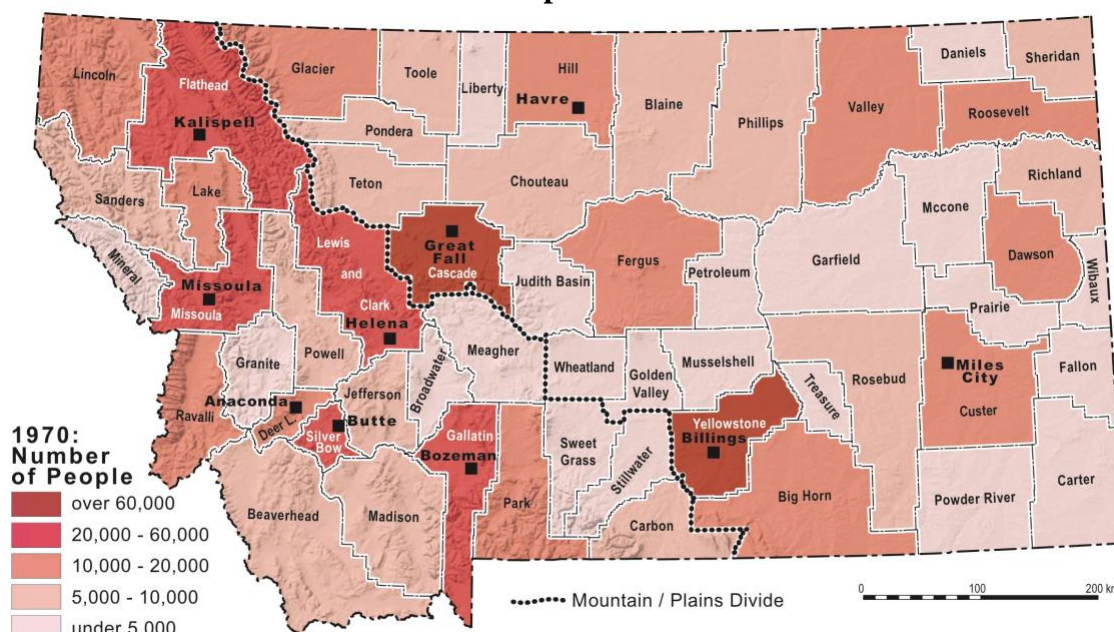 Lincoln
Flathead
Kalispell
Glacier
Toole
Liberty
Hill
Havre
Blaine
Phillips
Valley
Daniels
Sheridan
Roosevelt
Pondera
Teton
Chouteau
Sanders
Lake
Richland
Mccone
Dawson
Wibaux
Mineral
Missoula
Missoula
Lewis
and
Clark
Helena
Great
Fall
Cascade
Judith Basin
Fergus
Petroleum
Garfield
Prairie
Granite
Powell
Broadwater
Meagher
Wheatland
Golden
Valley
Musselshell
Treasure
Rosebud
Miles
City
Custer
Fallon
Ravalli
Anaconda
Deer L.
Jefferson
Butte
Silver
Bow
Gallatin
Bozeman
Park
Sweet
Grass
Stillwater
Yellowstone
Billings
Big Horn
Powder River
Carter
Beaverhead
Madison
Carbon
1970:
Number
of People
over 60,000
20,000 - 60,000
10,000 - 20,000
5,000 - 10,000
under 5,000
Mountain / Plains Divide
0 100 200 km